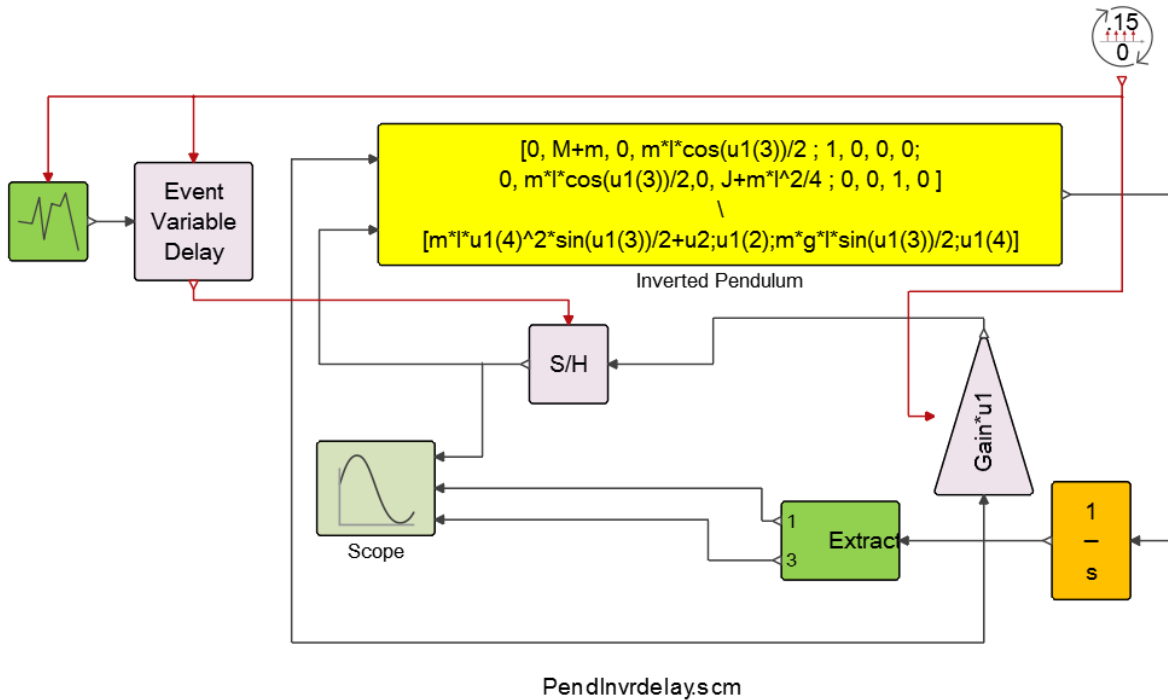 .15
0
[0, M+m, 0, m*l*cos(u1(3))/2 ; 1, 0, 0, 0;
0, m*l*cos(u1(3))/2,0, J+m*l^2/4 ; 0, 0, 1, 0 ]
\
[m*l*u1(4)^2*sin(u1(3))/2+u2;u1(2);m*g*l*sin(u1(3))/2;u1(4)]
Inverted Pendulum
Event
Variable
Delay
S/H
Gain*u1
Scope
1
3
Extract
1
s
PendInvrdelay.scm